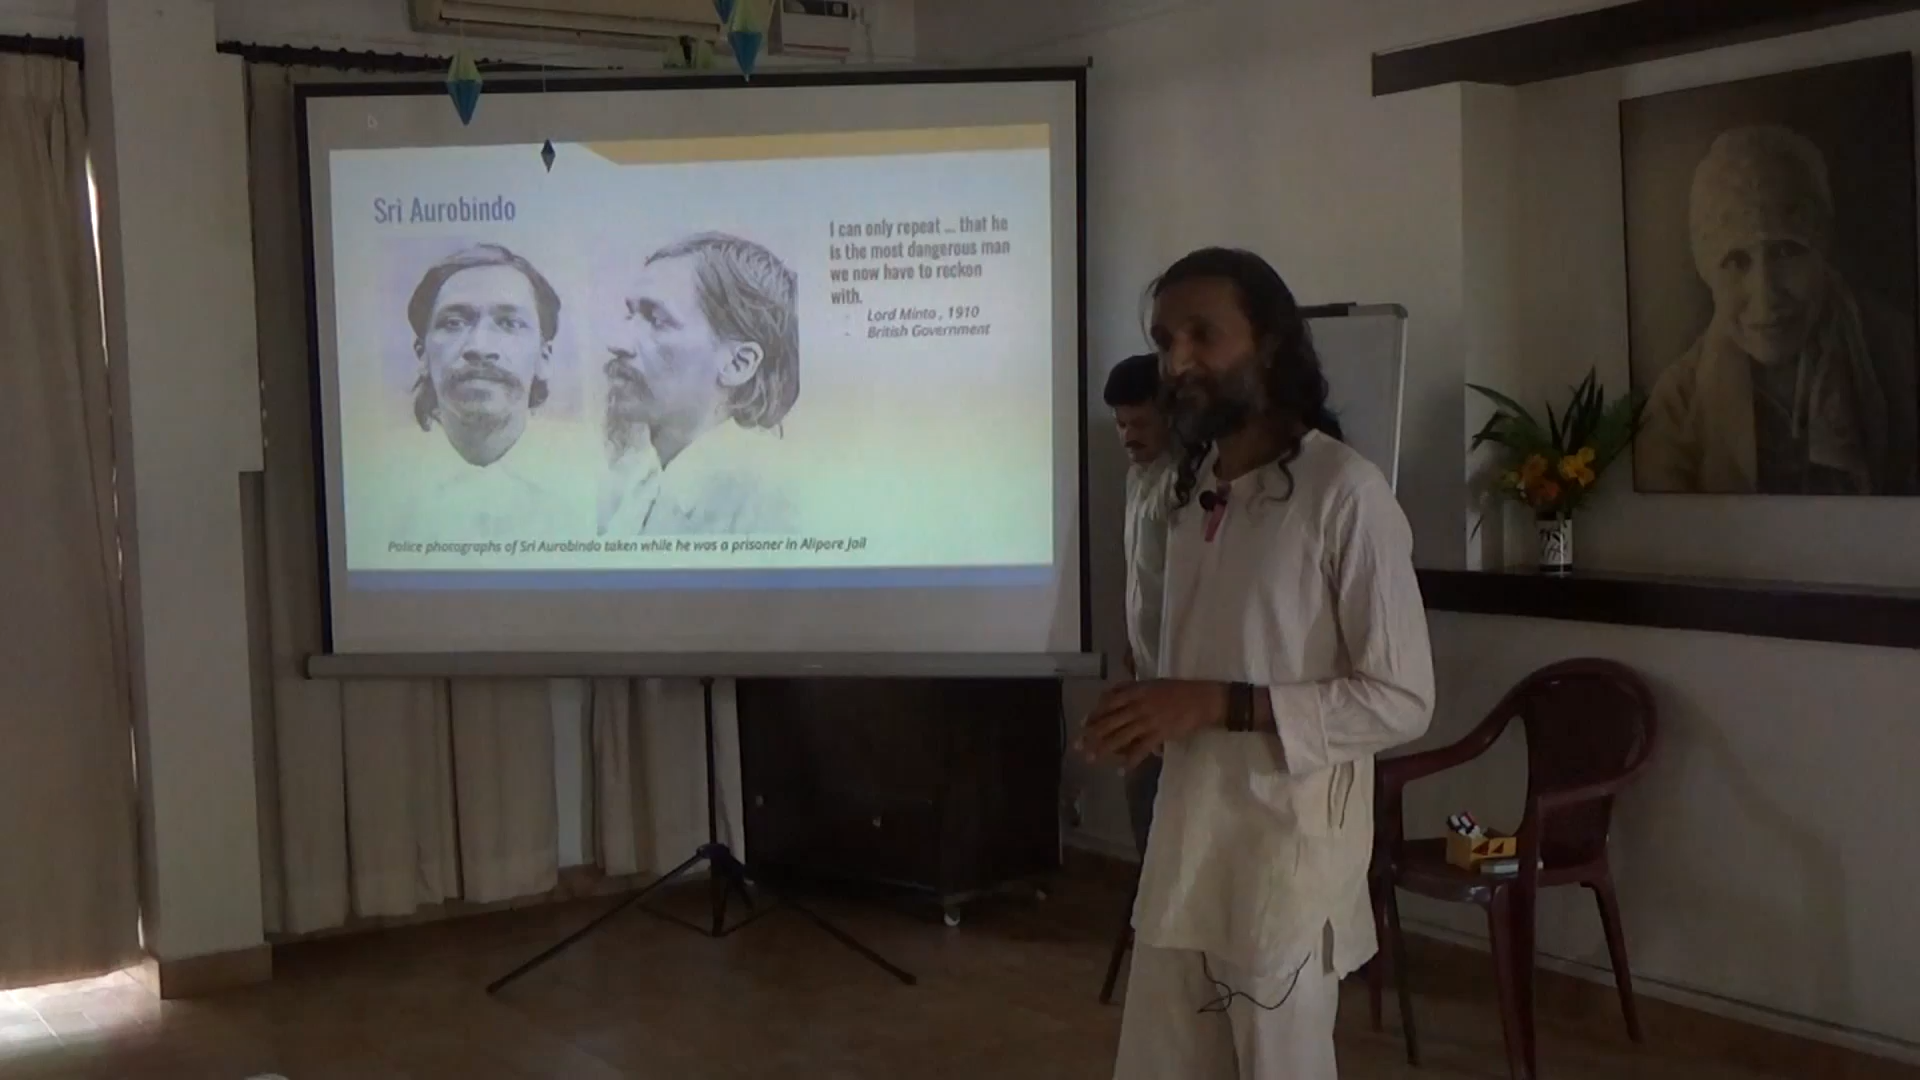 Sri Aurobindo
I can only repeat ... that he
is the most dangerous man
we now have to reckon
with.
- Lord Minto , 1910
- British Government
Police photographs of Sri Aurobindo taken while he was a prisoner in Alipore Jail